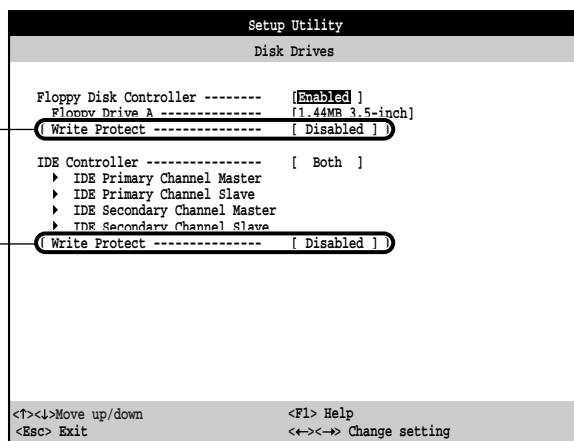 Setup Utility
Disk Drives
Floppy Disk Controller -------- [Enabled ]
Floppy Drive A -------------- [1.44MB 3.5-inch]
[ Write Protect -------------- [ Disabled ] ]
IDE Controller --------------- [ Both ]
▶ IDE Primary Channel Master
▶ IDE Primary Channel Slave
▶ IDE Secondary Channel Master
▶ IDE Secondary Channel Slave
[ Write Protect -------------- [ Disabled ] ]
<↑><↓>Move up/down <F1> Help
<Esc> Exit <←><→> Change setting